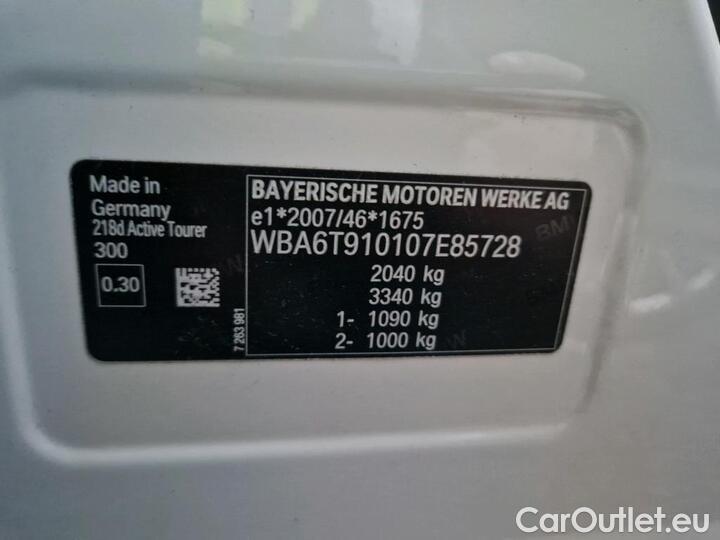 Made in
Germany
218d Active Tourer
300
0.30
7 263 981
BAYERISCHE MOTOREN WERKE AG
e1*2007/46*1675
WBA6T910107E85728
2040 kg
3340 kg
1- 1090 kg
2- 1000 kg
BM
W
W
CarOutlet.eu